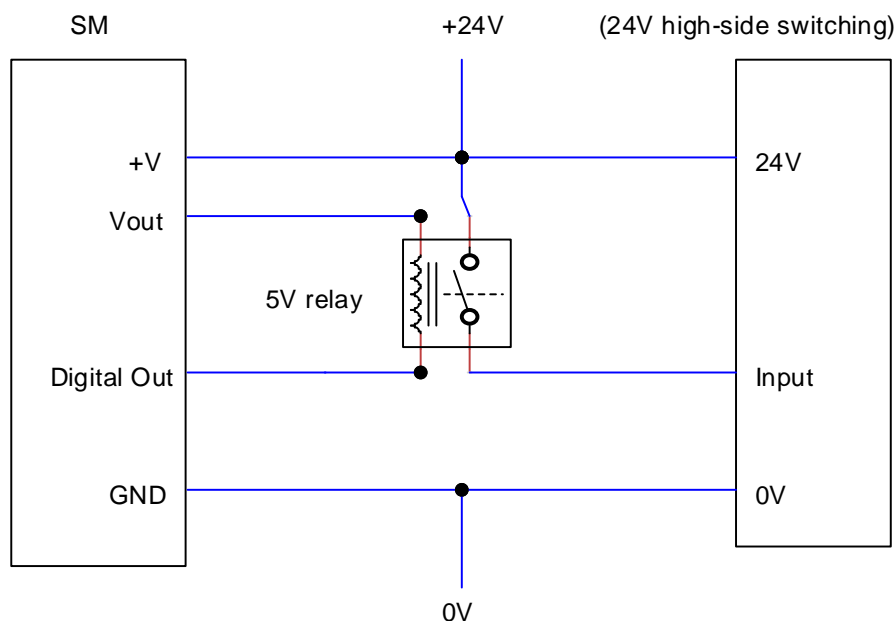 SM
+24V
(24V high-side switching)
+V
24V
Vout
5V relay
Digital Out
Input
GND
0V
0V